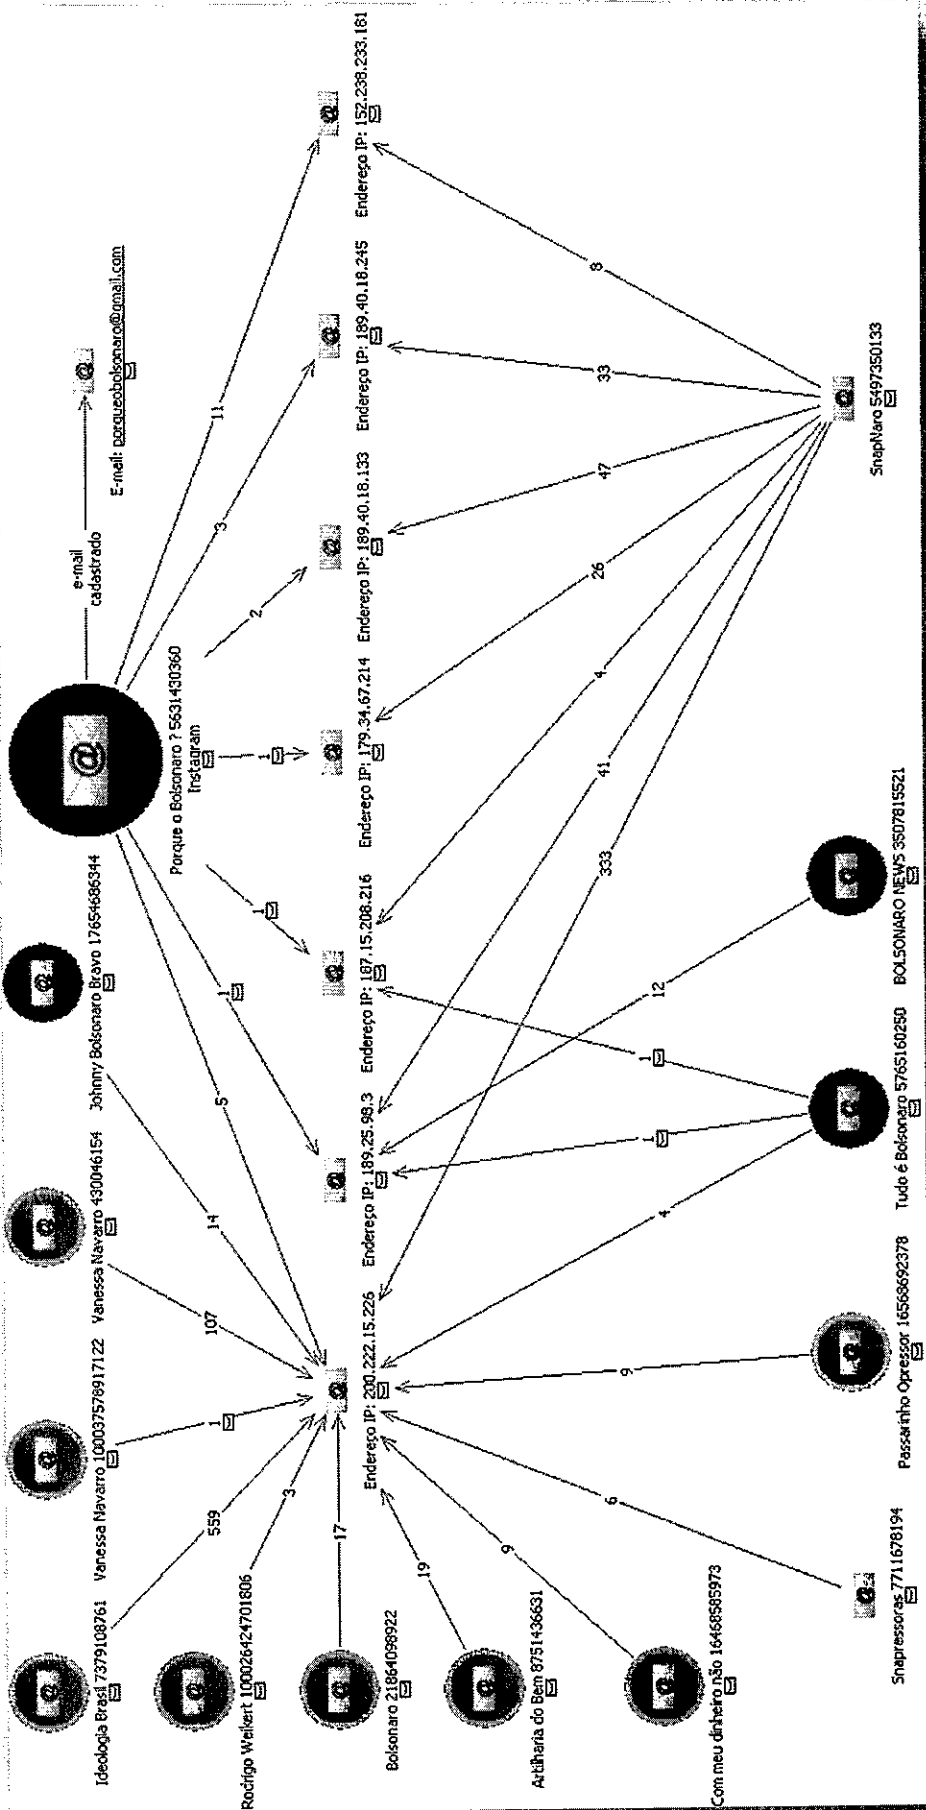 Ideologia Brasil 7379108761
Vanessa Navarro 100037578917122
Vanessa Navarro 430046154
Johnny Bolsonaro Bravo 17654686344
e-mail
cadastrado
E-mail: porqueobolsonaro@gmail.com
Porque o Bolsonaro ? 5631430360
Instagram
Rodrigo Weikert 100026424701806
Bolsonaro 21864098922
Artilharia do Bem 8751436631
Com meu dinheiro não 16468585973
559
1
107
14
5
1
1
1
2
3
11
3
17
19
9
Endereço IP: 200.222.15.226
Endereço IP: 189.25.98.3
Endereço IP: 187.15.208.216
Endereço IP: 179.34.67.214
Endereço IP: 189.40.18.133
Endereço IP: 189.40.18.245
Endereço IP: 152.238.233.181
6
9
4
1
1
12
333
41
4
26
47
33
8
Snapressoras 7711678194
Passarinho Opressor 16568692378
Tudo é Bolsonaro 5765160250
BOLSONARO NEWS 3507815521
SnapNaro 5497350133